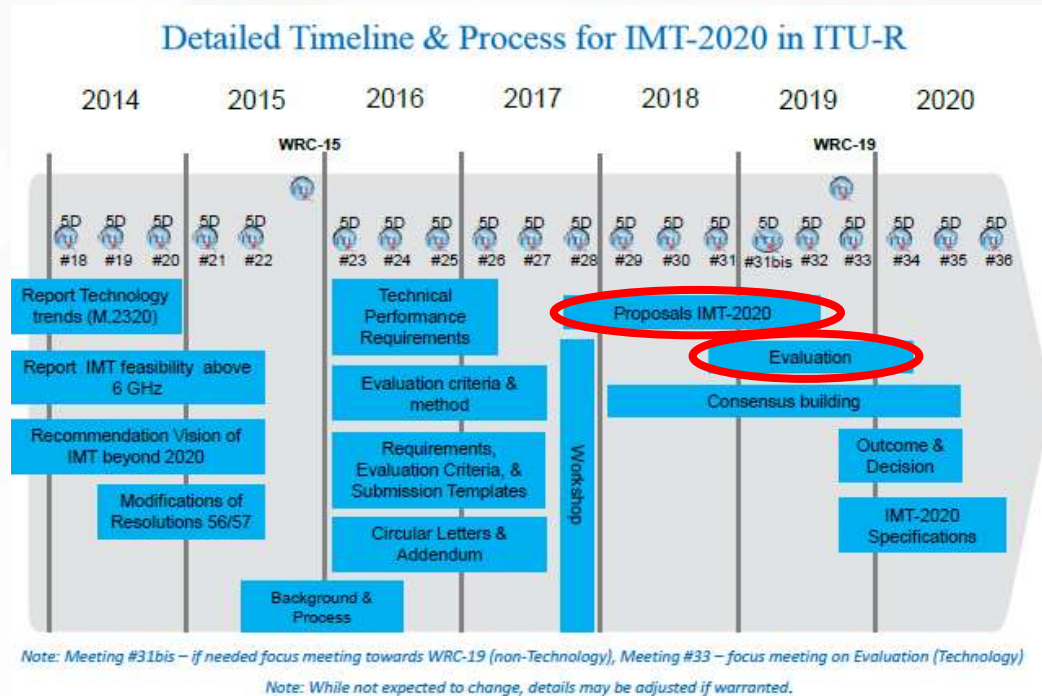 Detailed Timeline & Process for IMT-2020 in ITU-R
2014 2015 2016 2017 2018 2019 2020
WRC-15 WRC-19
5D 5D 5D 5D 5D 5D 5D 5D 5D 5D 5D 5D 5D 5D 5D 5D 5D 5D 5D 5D
#18 #19 #20 #21 #22 #23 #24 #25 #26 #27 #28 #29 #30 #31 #31bis #32 #33 #34 #35 #36
Report Technology
trends (M.2320)
Report IMT feasibility above
6 GHz
Recommendation Vision of
IMT beyond 2020
Modifications of
Resolutions 56/57
Background &
Process
Technical
Performance
Requirements
Evaluation criteria &
method
Requirements,
Evaluation Criteria, &
Submission Templates
Circular Letters &
Addendum
Workshop
Proposals IMT-2020
Evaluation
Consensus building
Outcome &
Decision
IMT-2020
Specifications
Note: Meeting #31bis – if needed focus meeting towards WRC-19 (non-Technology), Meeting #33 – focus meeting on Evaluation (Technology)
Note: While not expected to change, details may be adjusted if warranted.